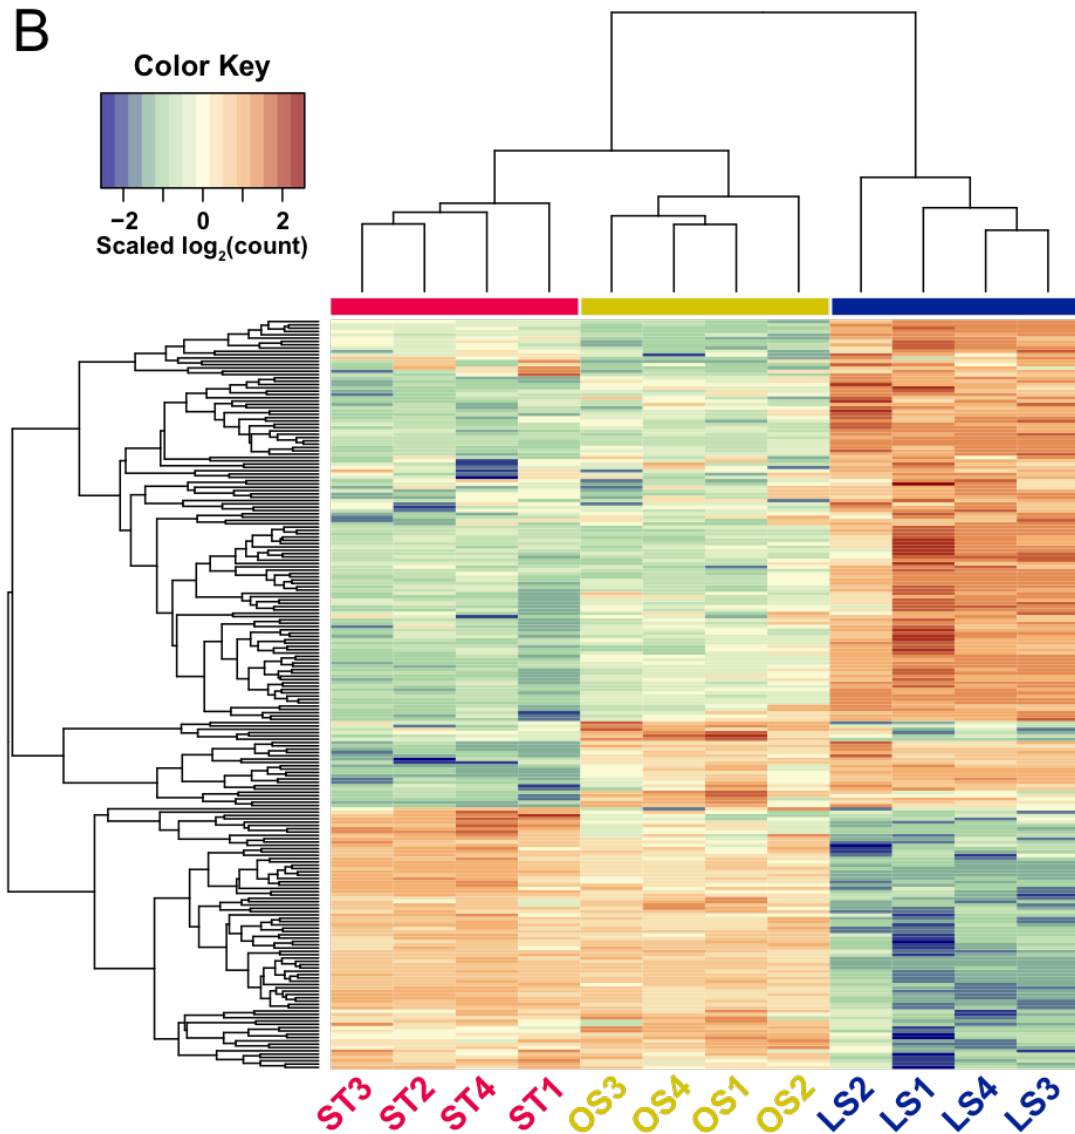 B
Color Key
−2 0 2
Scaled log2(count)
ST3 ST2 ST4 ST1 OS3 OS4 OS1 OS2 LS2 LS1 LS4 LS3